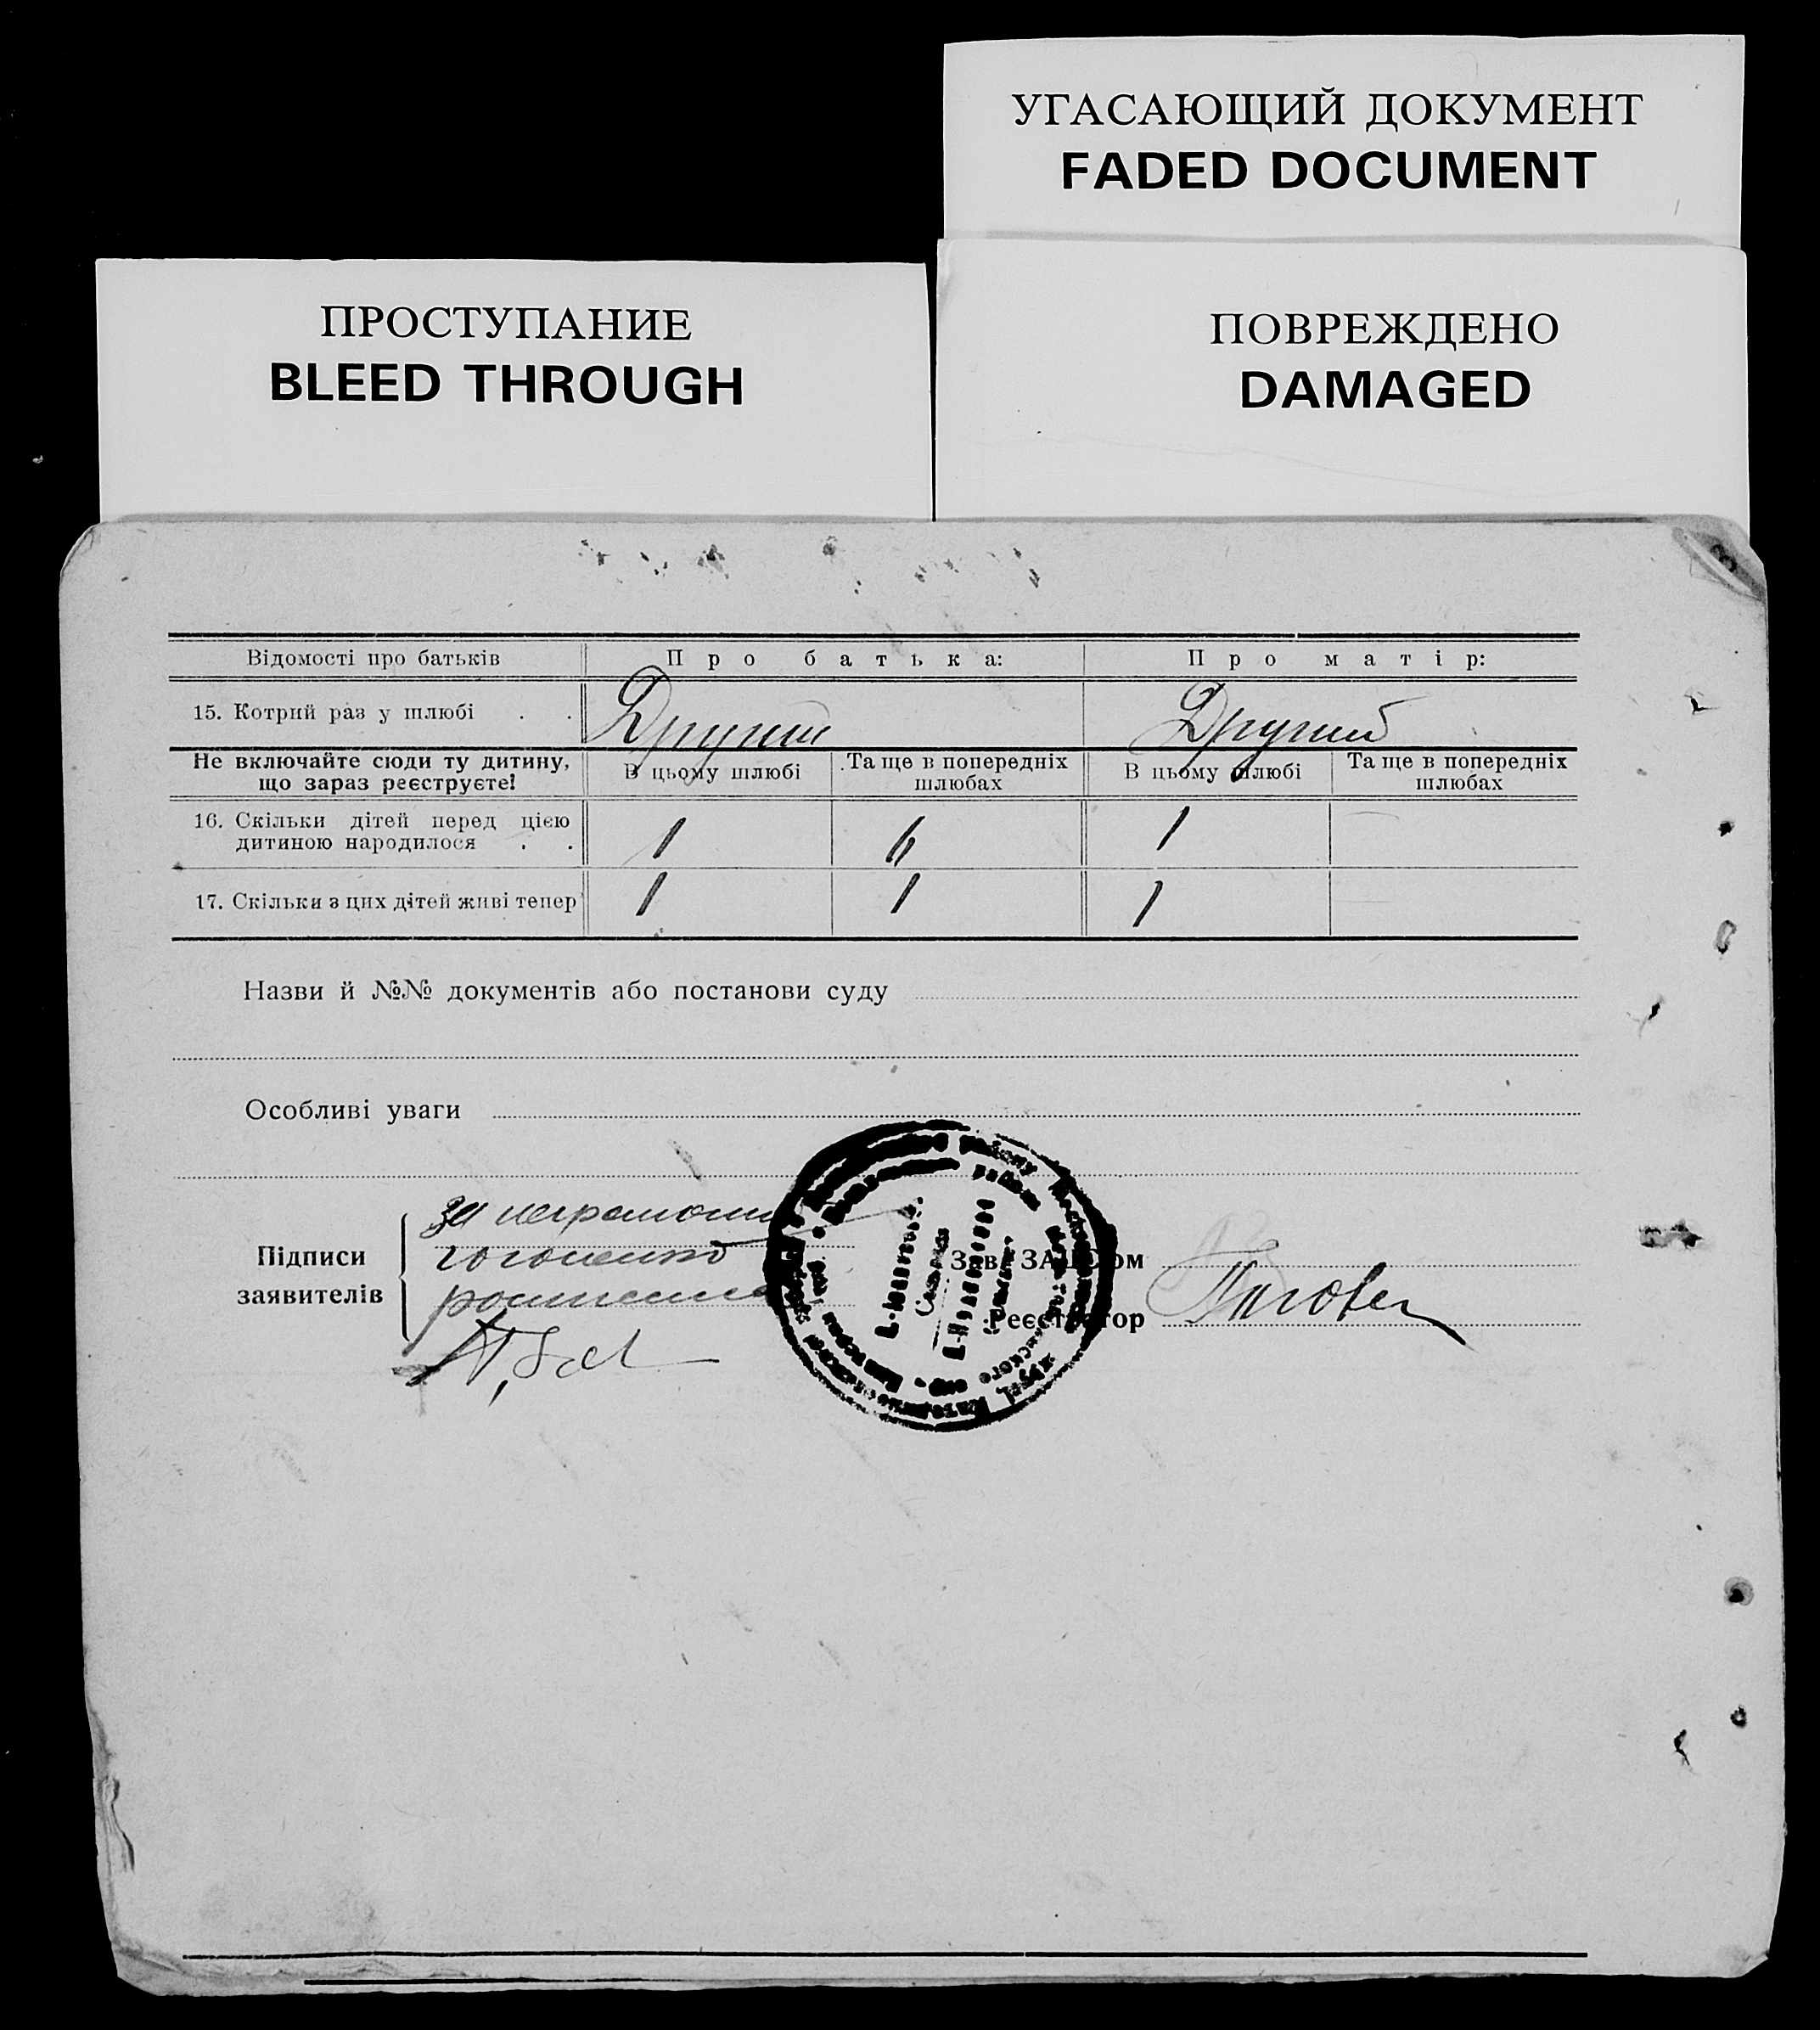 УГАСАЮЩИЙ ДОКУМЕНТ
FADED DOCUMENT
ПРОСТУПАНИЕ
BLEED THROUGH
ПОВРЕЖДЕНО
DAMAGED
Відомості про батьків Про батька: Про матір:
15. Котрий раз у шлюбі . . Другий Другий
Не включайте сюди ту дитину, що зараз реєструєте! В цьому шлюбі Та ще в попередніх шлюбах В цьому шлюбі Та ще в попередніх шлюбах
16. Скільки дітей перед цією дитиною народилося . . 1 6 1
17. Скільки з цих дітей живі тепер 1 1 1
Назви й №№ документів або постанови суду
Особливі уваги
Підписи заявителів
за
Зав. ЗАГСом
Реєстратор